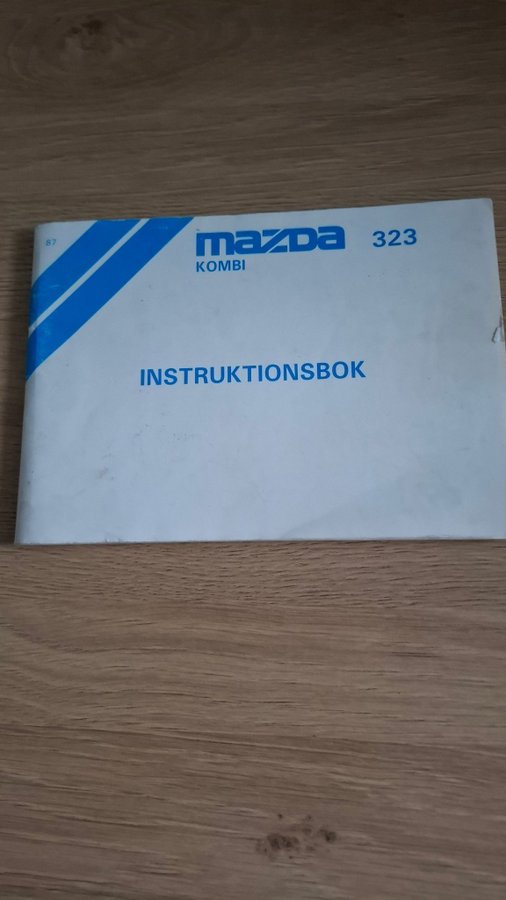 87
mazda 323
KOMBI
INSTRUKTIONSBOK